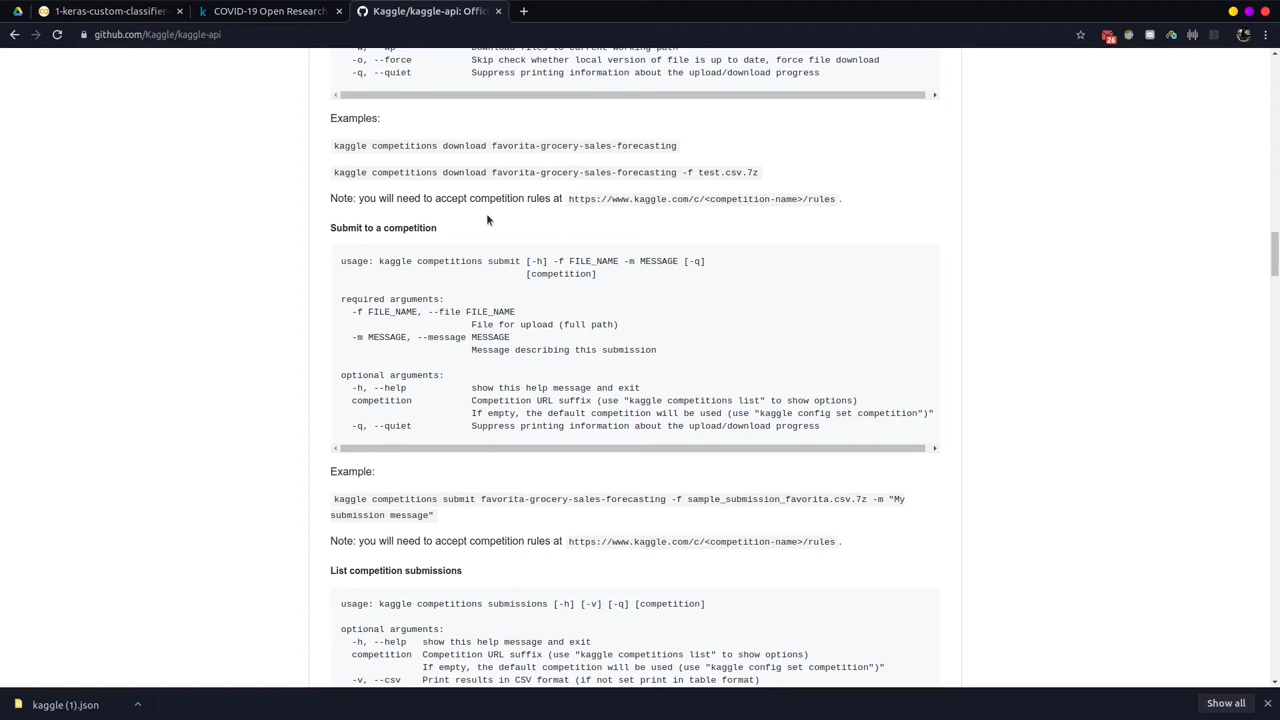 1-keras-custom-classifier-
COVID-19 Open Research
Kaggle/kaggle-api: Offic
github.com/Kaggle/kaggle-api
26
-w, --wp Download files to current working path
-o, --force Skip check whether local version of file is up to date, force file download
-q, --quiet Suppress printing information about the upload/download progress
Examples:
kaggle competitions download favorita-grocery-sales-forecasting
kaggle competitions download favorita-grocery-sales-forecasting -f test.csv.7z
Note: you will need to accept competition rules at https://www.kaggle.com/c/<competition-name>/rules .
Submit to a competition
usage: kaggle competitions submit [-h] -f FILE_NAME -m MESSAGE [-q]
[competition]
required arguments:
-f FILE_NAME, --file FILE_NAME
File for upload (full path)
-m MESSAGE, --message MESSAGE
Message describing this submission
optional arguments:
-h, --help show this help message and exit
competition Competition URL suffix (use "kaggle competitions list" to show options)
If empty, the default competition will be used (use "kaggle config set competition")"
-q, --quiet Suppress printing information about the upload/download progress
Example:
kaggle competitions submit favorita-grocery-sales-forecasting -f sample_submission_favorita.csv.7z -m "My
submission message"
Note: you will need to accept competition rules at https://www.kaggle.com/c/<competition-name>/rules .
List competition submissions
usage: kaggle competitions submissions [-h] [-v] [-q] [competition]
optional arguments:
-h, --help show this help message and exit
competition Competition URL suffix (use "kaggle competitions list" to show options)
If empty, the default competition will be used (use "kaggle config set competition")"
-v, --csv Print results in CSV format (if not set print in table format)
kaggle (1).json
Show all